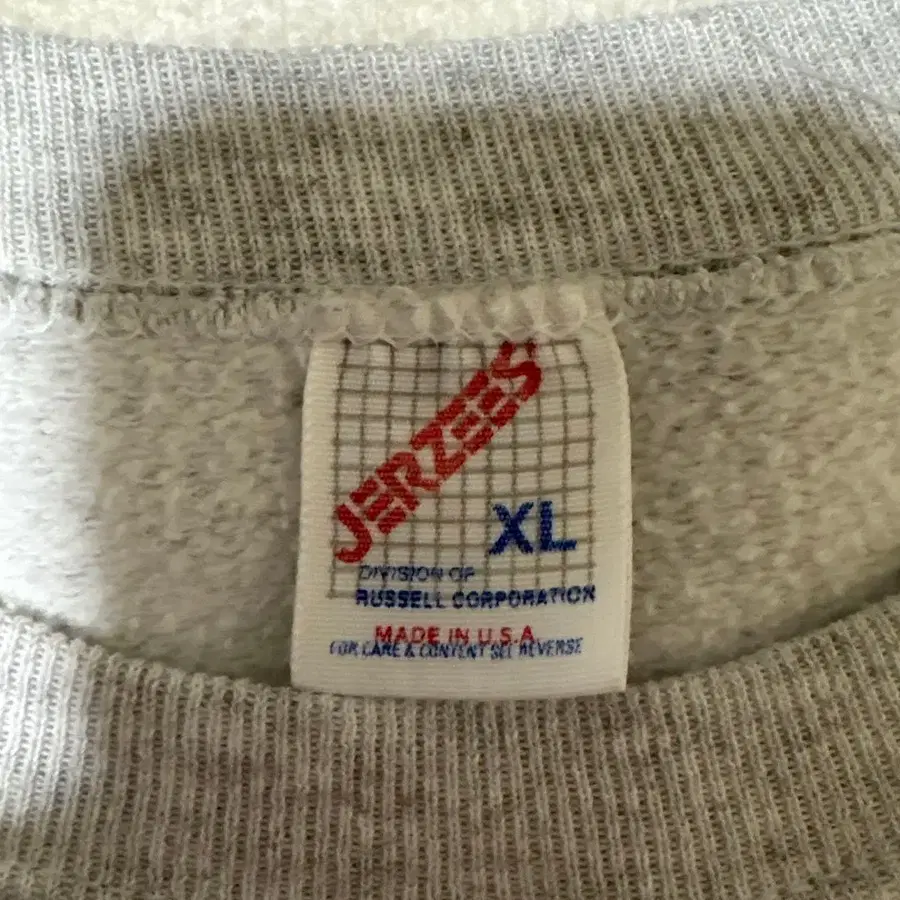 JERZEES
XL
DIVISION OF
RUSSELL CORPORATION
MADE IN U.S.A.
FOR CARE & CONTENT SEE REVERSE